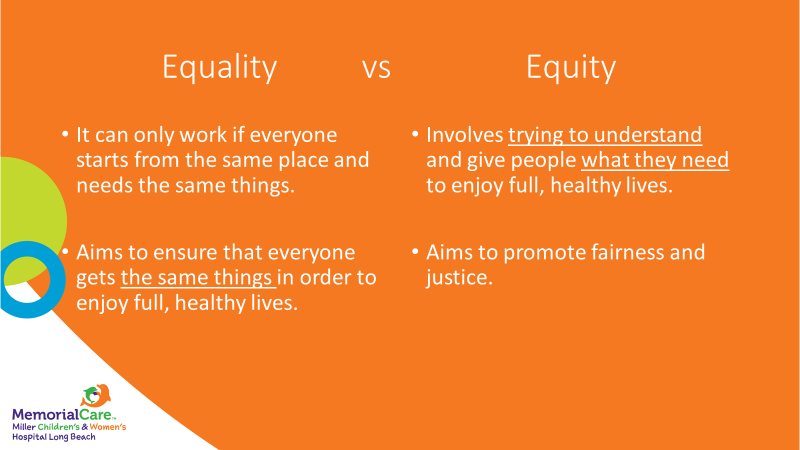 Equality vs Equity
• It can only work if everyone
starts from the same place and
needs the same things.
• Aims to ensure that everyone
gets the same things in order to
enjoy full, healthy lives.
• Involves trying to understand
and give people what they need
to enjoy full, healthy lives.
• Aims to promote fairness and
justice.
MemorialCare™
Miller Children's & Women's
Hospital Long Beach